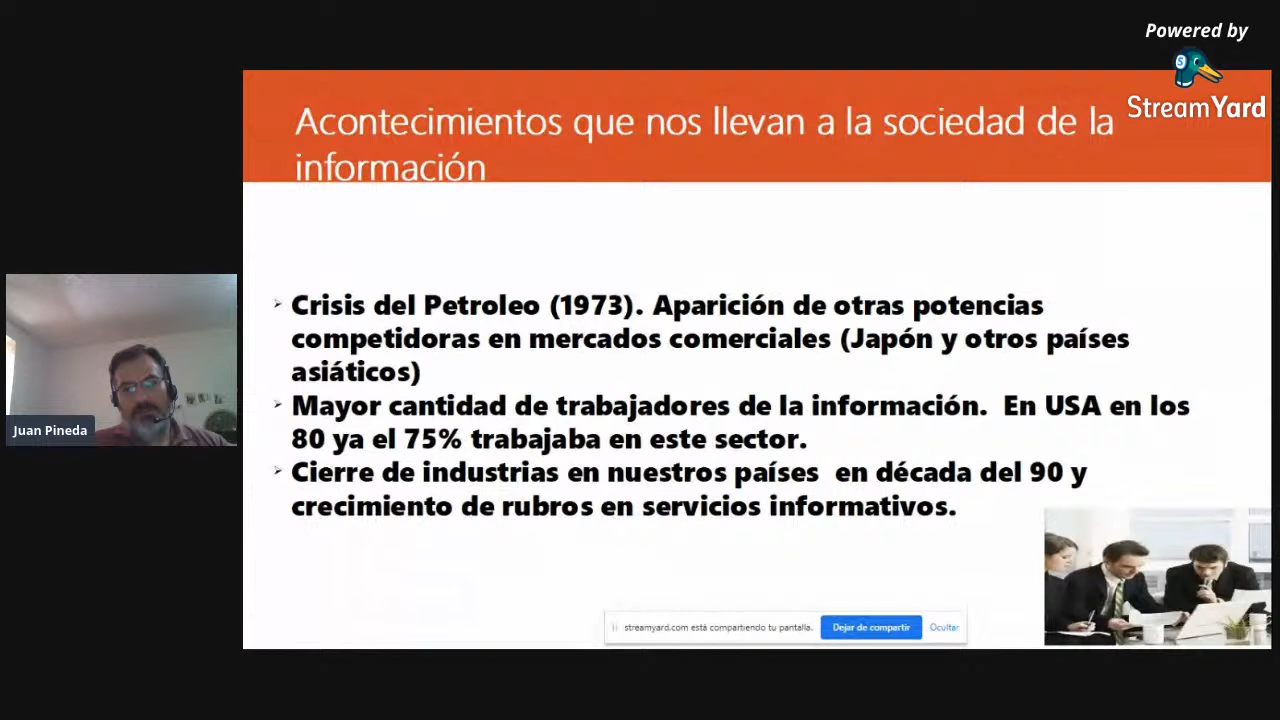 Powered by
StreamYard
Acontecimientos que nos llevan a la sociedad de la
información
Crisis del Petroleo (1973). Aparición de otras potencias
competidoras en mercados comerciales (Japón y otros países
asiáticos)
Mayor cantidad de trabajadores de la información. En USA en los
80 ya el 75% trabajaba en este sector.
Cierre de industrias en nuestros países en década del 90 y
crecimiento de rubros en servicios informativos.
Juan Pineda
streamyard.com está compartiendo tu pantalla. Dejar de compartir Ocultar